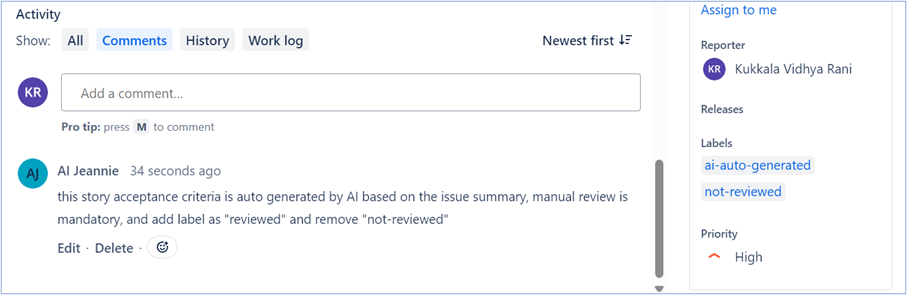 Activity
Show: All Comments History Work log Newest first
KR Add a comment...
Pro tip: press M to comment
AJ AI Jeannie 34 seconds ago
this story acceptance criteria is auto generated by AI based on the issue summary, manual review is
mandatory, and add label as "reviewed" and remove "not-reviewed"
Edit · Delete ·
Assign to me
Reporter
KR Kukkala Vidhya Rani
Releases
Labels
ai-auto-generated
not-reviewed
Priority
High